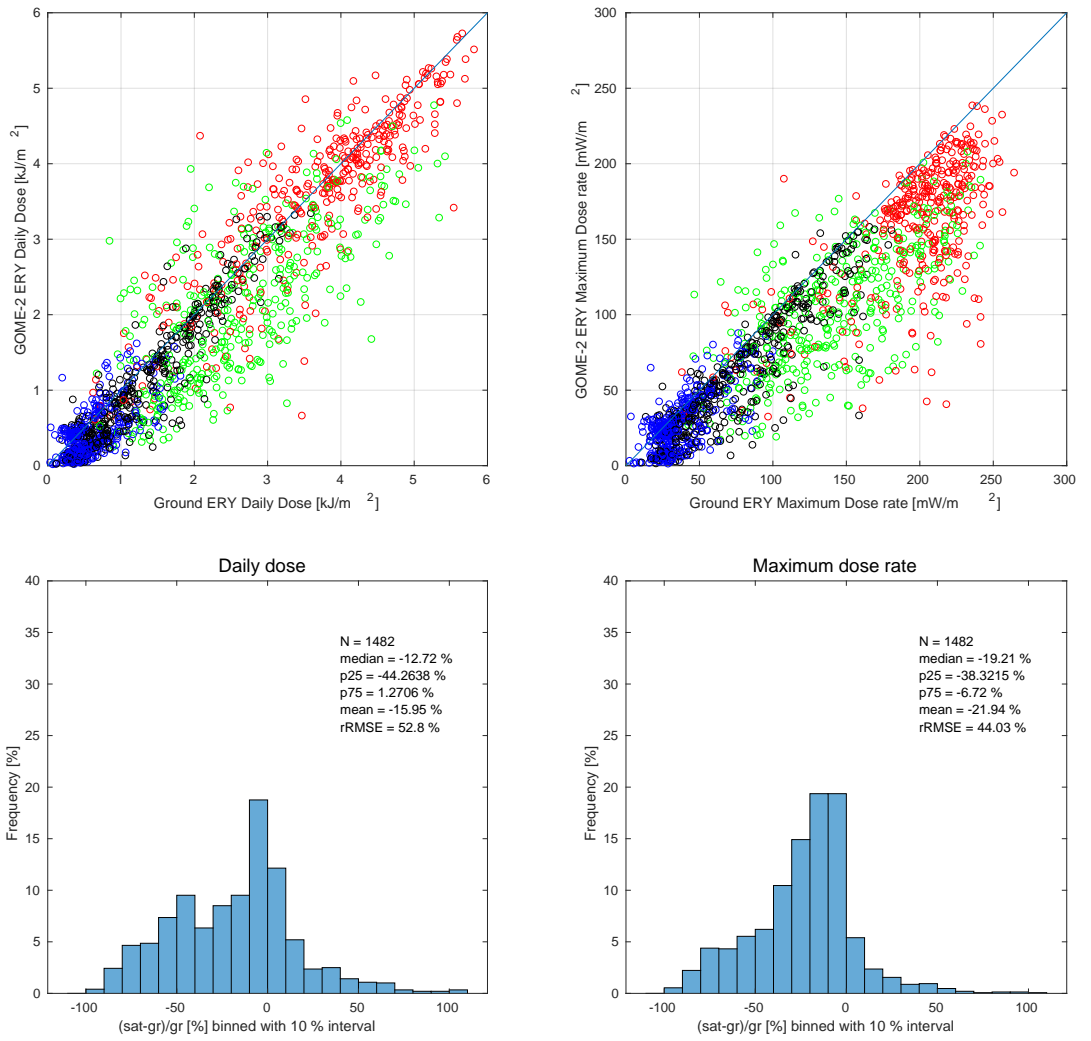 6
5
4
3
2
1
0
0 1 2 3 4 5 6
GOME-2 ERY Daily Dose [kJ/m 2]
Ground ERY Daily Dose [kJ/m 2]
300
250
200
150
100
50
0
0 50 100 150 200 250 300
GOME-2 ERY Maximum Dose rate [mW/m 2]
Ground ERY Maximum Dose rate [mW/m 2]
Daily dose
40
35
30
25
20
15
10
5
0
Frequency [%]
N = 1482
median = -12.72 %
p25 = -44.2638 %
p75 = 1.2706 %
mean = -15.95 %
rRMSE = 52.8 %
-100 -50 0 50 100
(sat-gr)/gr [%] binned with 10 % interval
Maximum dose rate
40
35
30
25
20
15
10
5
0
Frequency [%]
N = 1482
median = -19.21 %
p25 = -38.3215 %
p75 = -6.72 %
mean = -21.94 %
rRMSE = 44.03 %
-100 -50 0 50 100
(sat-gr)/gr [%] binned with 10 % interval